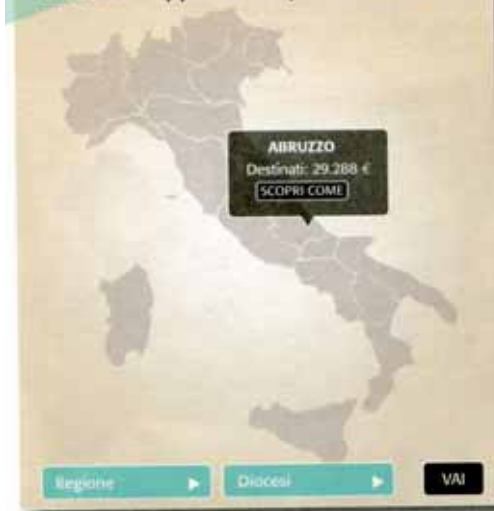 ABRUZZO
Destinati: 29.288 €
SCOPRI COME
Regione
Diocesi
VAI